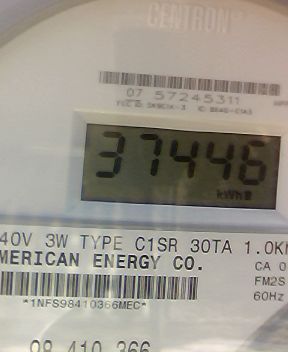 CENTRON
07 57245311
37446
kWh
40V 3W TYPE C1SR 30TA 1.0K
MERICAN ENERGY CO.
CA 0
FM2S
60Hz
*1NFS98410366MEC*
98 410 366